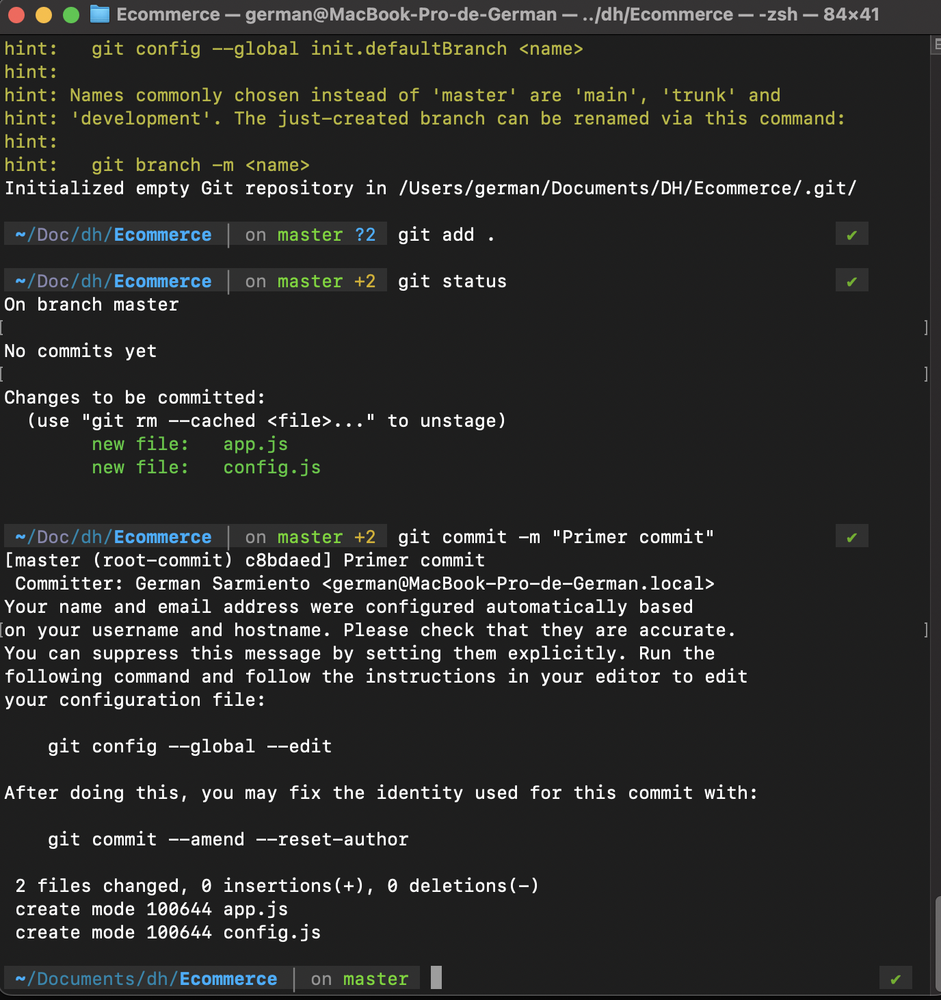 Ecommerce — german@MacBook-Pro-de-German — ../dh/Ecommerce — -zsh — 84×41
hint:   git config --global init.defaultBranch <name>
hint:
hint: Names commonly chosen instead of 'master' are 'main', 'trunk' and
hint: 'development'. The just-created branch can be renamed via this command:
hint:
hint:   git branch -m <name>
Initialized empty Git repository in /Users/german/Documents/DH/Ecommerce/.git/
~/Doc/dh/Ecommerce | on master ?2 git add . ✔
~/Doc/dh/Ecommerce | on master +2 git status ✔
On branch master
[ ]
No commits yet
[ ]
Changes to be committed:
  (use "git rm --cached <file>..." to unstage)
        new file:   app.js
        new file:   config.js
~/Doc/dh/Ecommerce | on master +2 git commit -m "Primer commit" ✔
[master (root-commit) c8bdaed] Primer commit
 Committer: German Sarmiento <german@MacBook-Pro-de-German.local>
Your name and email address were configured automatically based
[on your username and hostname. Please check that they are accurate. ]
You can suppress this message by setting them explicitly. Run the
following command and follow the instructions in your editor to edit
your configuration file:
    git config --global --edit
After doing this, you may fix the identity used for this commit with:
    git commit --amend --reset-author
 2 files changed, 0 insertions(+), 0 deletions(-)
 create mode 100644 app.js
 create mode 100644 config.js
~/Documents/dh/Ecommerce | on master ✔